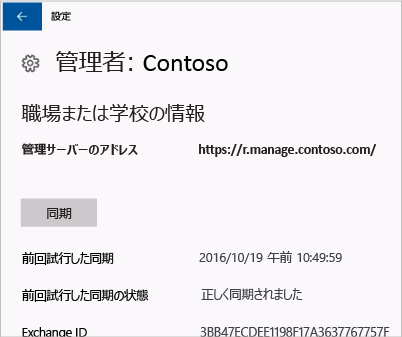 設定
管理者: Contoso
職場または学校の情報
管理サーバーのアドレス https://r.manage.contoso.com/
同期
前回試行した同期 2016/10/19 午前 10:49:59
前回試行した同期の状態 正しく同期されました
Exchange ID 3BB47ECDEE1198F17A3637767757F